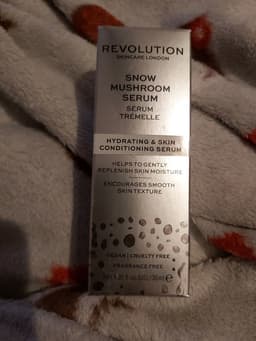 REVOLUTION
SKINCARE LONDON
SNOW
MUSHROOM
SERUM
SÉRUM
TRÉMELLE
HYDRATING & SKIN
CONDITIONING SERUM
HELPS TO GENTLY
REPLENISH SKIN MOISTURE
ENCOURAGES SMOOTH
SKIN TEXTURE
VEGAN | CRUELTY FREE
FRAGRANCE FREE
30ml e